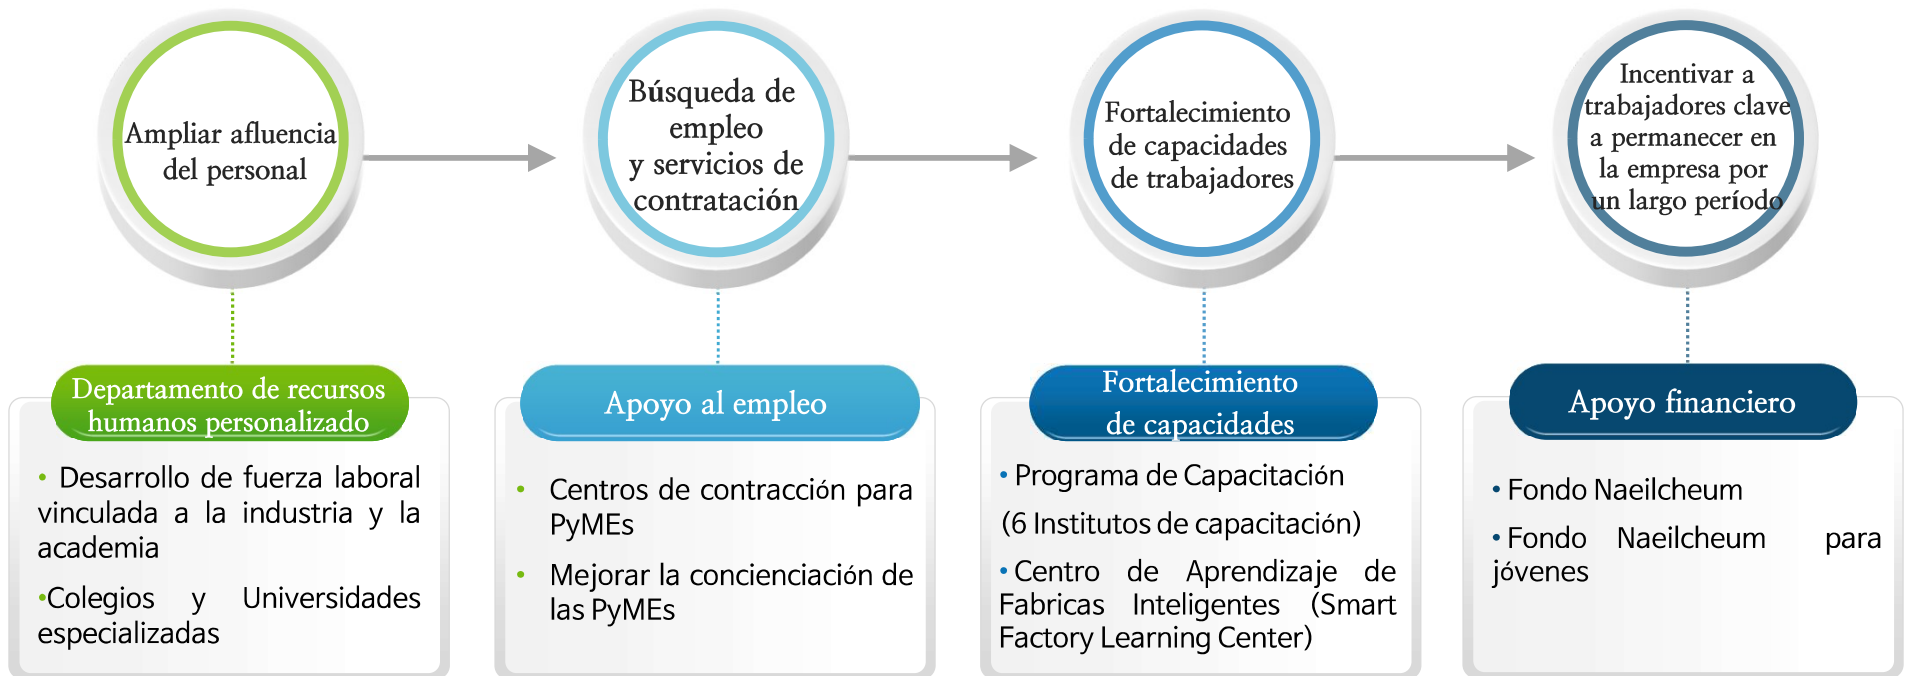 Ampliar afluencia
del personal
Búsqueda de
empleo
y servicios de
contratación
Fortalecimiento
de capacidades
de trabajadores
Incentivar a
trabajadores clave
a permanecer en
la empresa por
un largo período
Departamento de recursos
humanos personalizado
• Desarrollo de fuerza laboral
vinculada a la industria y la
academia
•Colegios y Universidades
especializadas
Apoyo al empleo
• Centros de contracción para
PyMEs
• Mejorar la concienciación de
las PyMEs
Fortalecimiento
de capacidades
• Programa de Capacitación
(6 Institutos de capacitación)
• Centro de Aprendizaje de
Fabricas Inteligentes (Smart
Factory Learning Center)
Apoyo financiero
• Fondo Naeilcheum
• Fondo Naeilcheum para
jóvenes